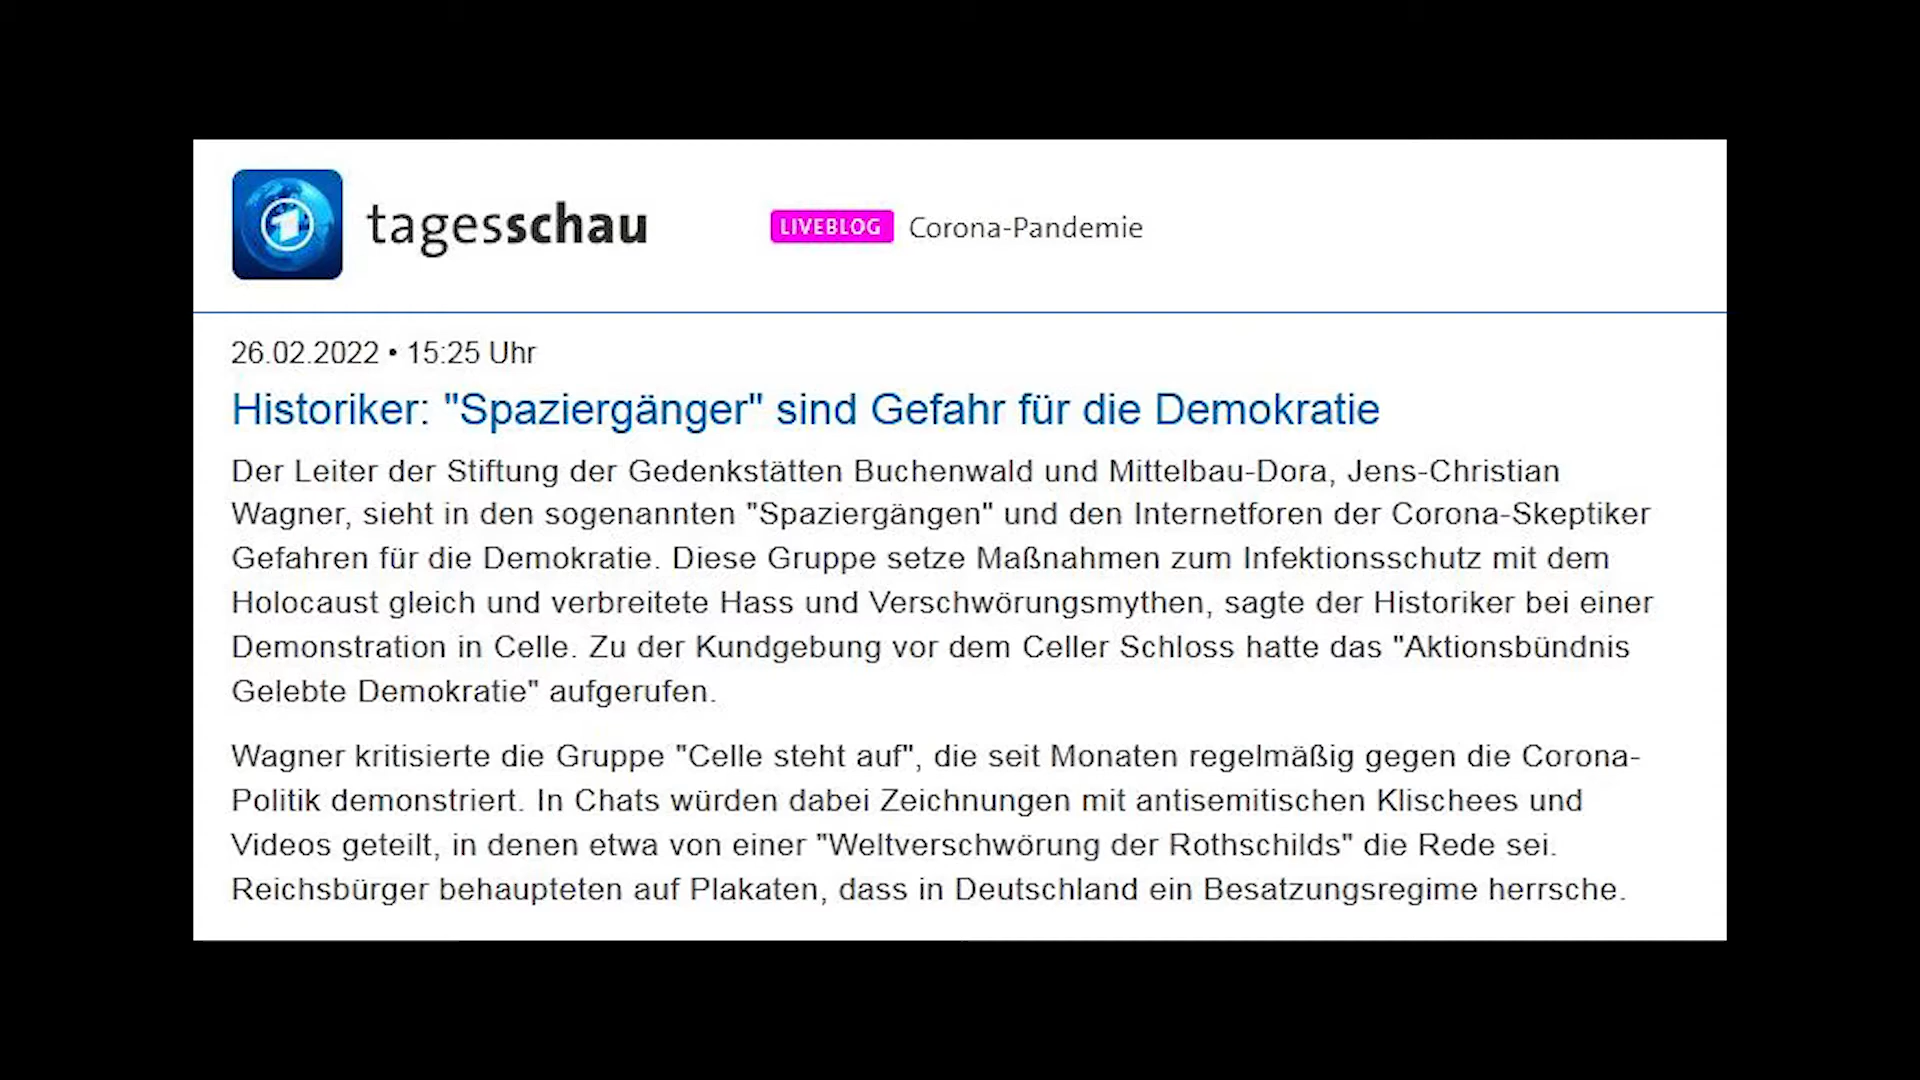 tagesschau
LIVEBLOG Corona-Pandemie
26.02.2022 • 15:25 Uhr
Historiker: "Spaziergänger" sind Gefahr für die Demokratie
Der Leiter der Stiftung der Gedenkstätten Buchenwald und Mittelbau-Dora, Jens-Christian
Wagner, sieht in den sogenannten "Spaziergängen" und den Internetforen der Corona-Skeptiker
Gefahren für die Demokratie. Diese Gruppe setze Maßnahmen zum Infektionsschutz mit dem
Holocaust gleich und verbreitete Hass und Verschwörungsmythen, sagte der Historiker bei einer
Demonstration in Celle. Zu der Kundgebung vor dem Celler Schloss hatte das "Aktionsbündnis
Gelebte Demokratie" aufgerufen.
Wagner kritisierte die Gruppe "Celle steht auf", die seit Monaten regelmäßig gegen die Corona-
Politik demonstriert. In Chats würden dabei Zeichnungen mit antisemitischen Klischees und
Videos geteilt, in denen etwa von einer "Weltverschwörung der Rothschilds" die Rede sei.
Reichsbürger behaupteten auf Plakaten, dass in Deutschland ein Besatzungsregime herrsche.